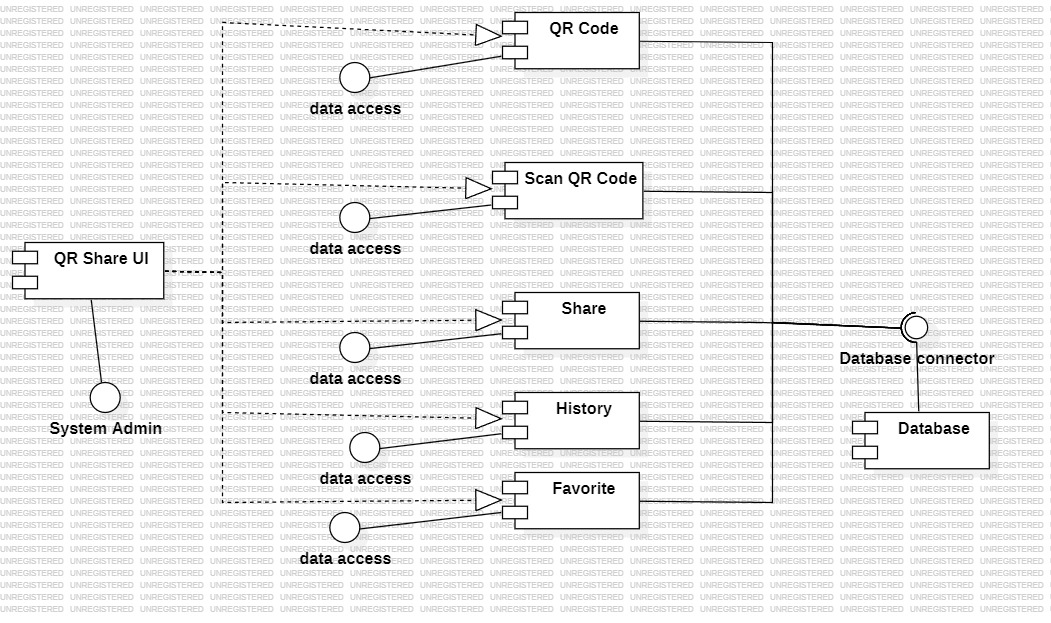 QR Code
data access
Scan QR Code
data access
QR Share UI
Share
Database connector
data access
History
System Admin
Database
data access
Favorite
data access
UNREGISTERED